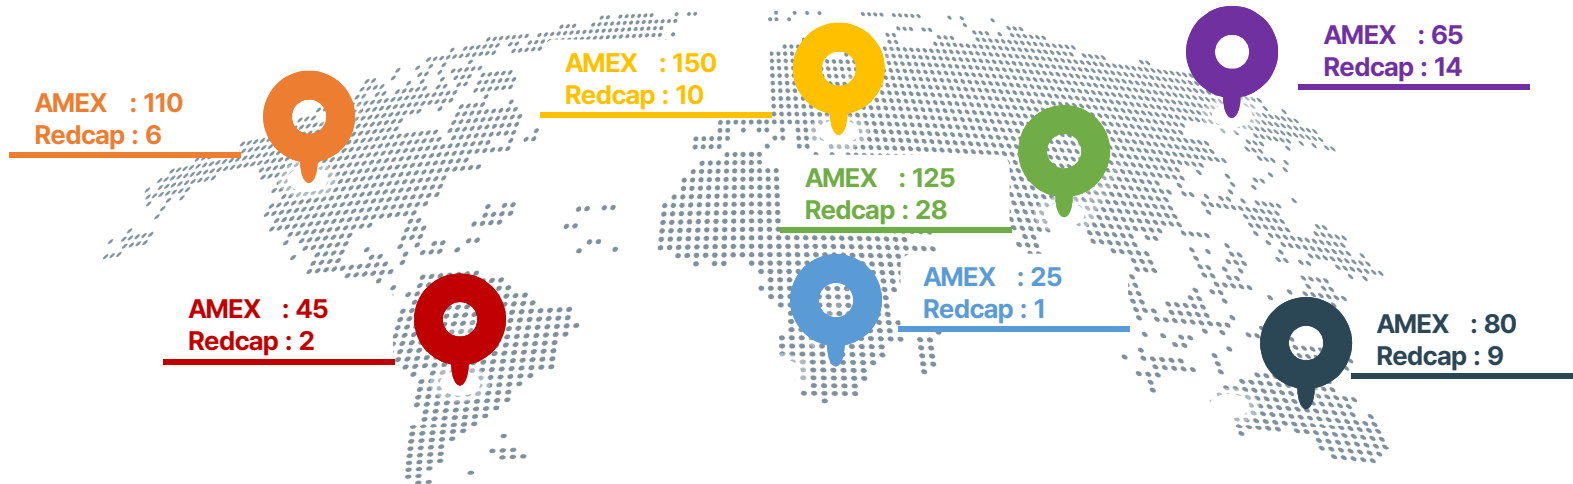 AMEX : 65
Redcap : 14
AMEX : 150
Redcap : 10
AMEX : 110
Redcap : 6
AMEX : 125
Redcap : 28
AMEX : 25
Redcap : 1
AMEX : 45
Redcap : 2
AMEX : 80
Redcap : 9